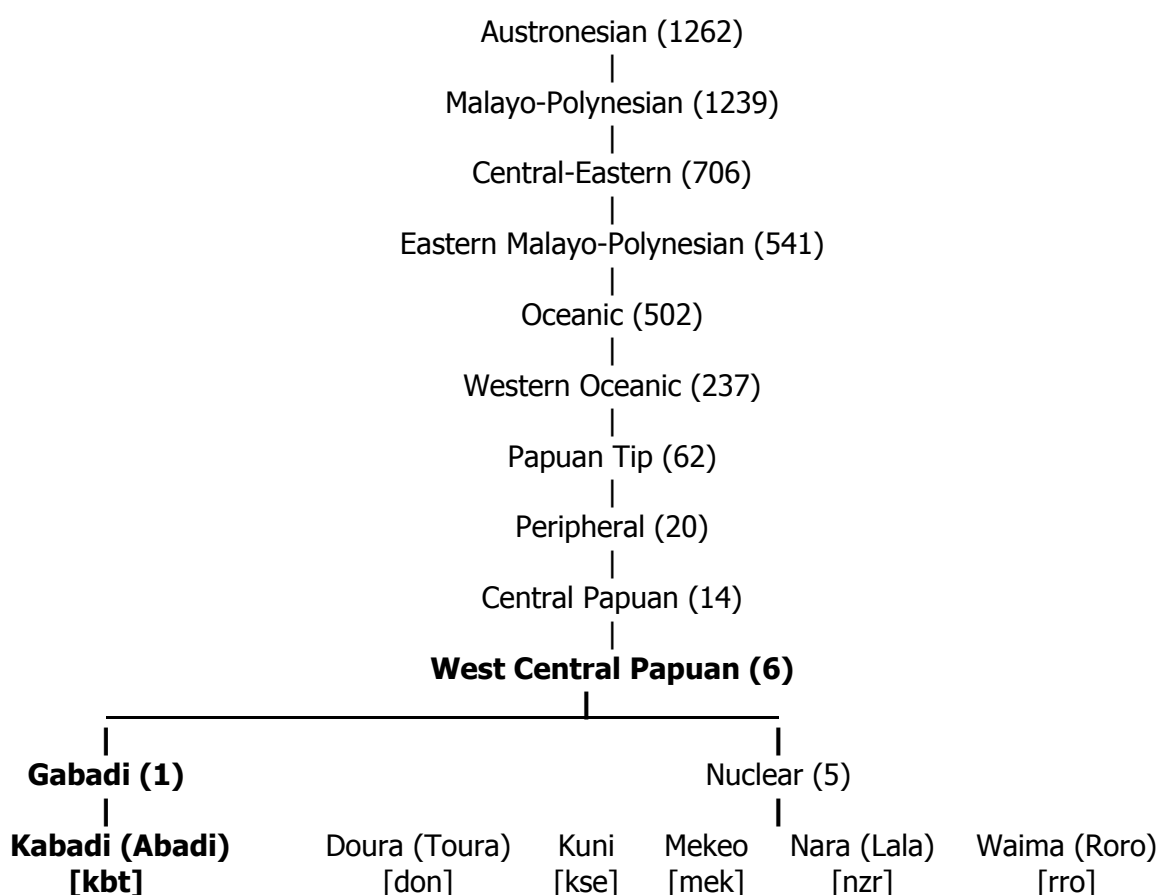 Austronesian (1262)
Malayo-Polynesian (1239)
Central-Eastern (706)
Eastern Malayo-Polynesian (541)
Oceanic (502)
Western Oceanic (237)
Papuan Tip (62)
Peripheral (20)
Central Papuan (14)
West Central Papuan (6)
Gabadi (1) Nuclear (5)
Kabadi (Abadi) Doura (Toura) Kuni Mekeo Nara (Lala) Waima (Roro)
[kbt] [don] [kse] [mek] [nzr] [rro]